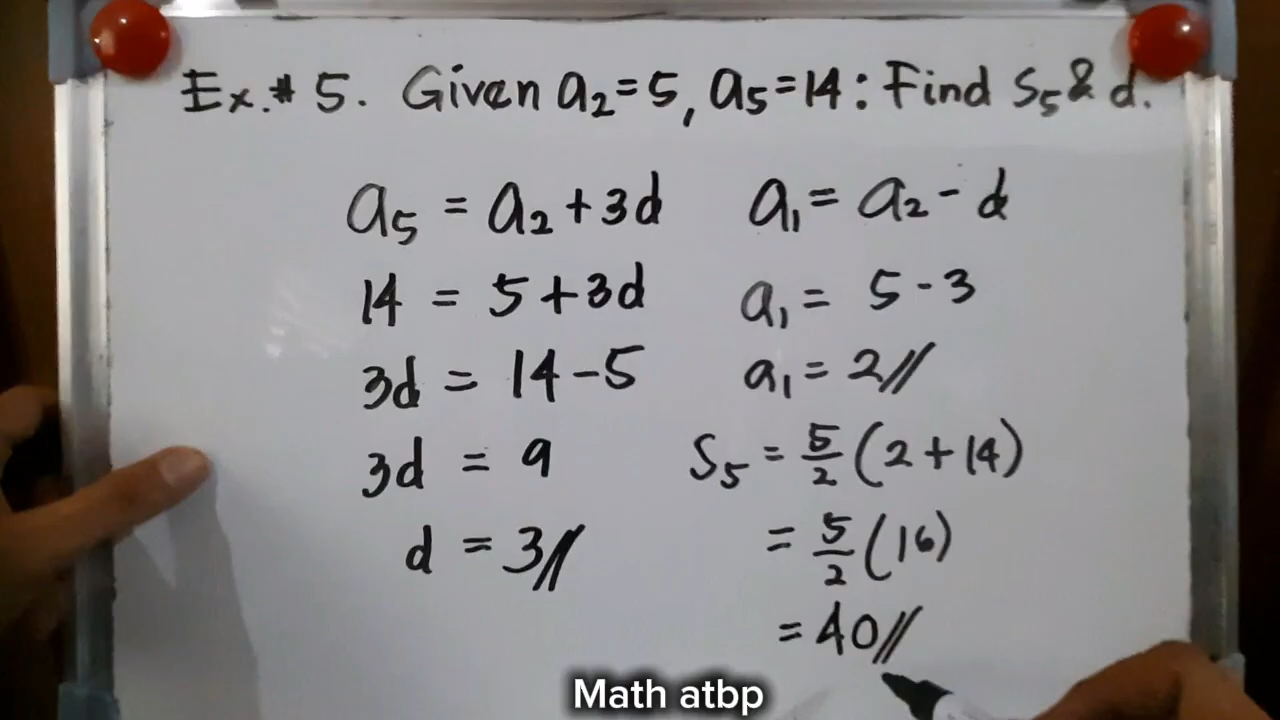 Ex.# 5. Given a₂=5, a₅=14: Find S₅ & d.
a₅ = a₂+3d
14 = 5+3d
3d = 14-5
3d = 9
d = 3//
a₁ = a₂ - d
a₁ = 5-3
a₁ = 2//
S₅ = 5/2 (2+14)
= 5/2 (16)
= 40//
Math atbp